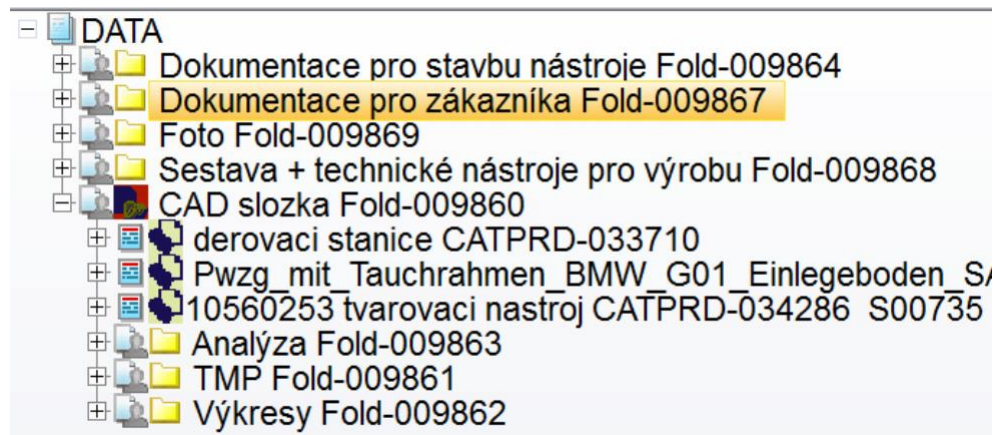 DATA
Dokumentace pro stavbu nástroje Fold-009864
Dokumentace pro zákazníka Fold-009867
Foto Fold-009869
Sestava + technické nástroje pro výrobu Fold-009868
CAD slozka Fold-009860
derovaci stanice CATPRD-033710
Pwzg_mit_Tauchrahmen_BMW_G01_Einlegeboden_SA
10560253 tvarovaci nastroj CATPRD-034286 S00735
Analýza Fold-009863
TMP Fold-009861
Výkresy Fold-009862